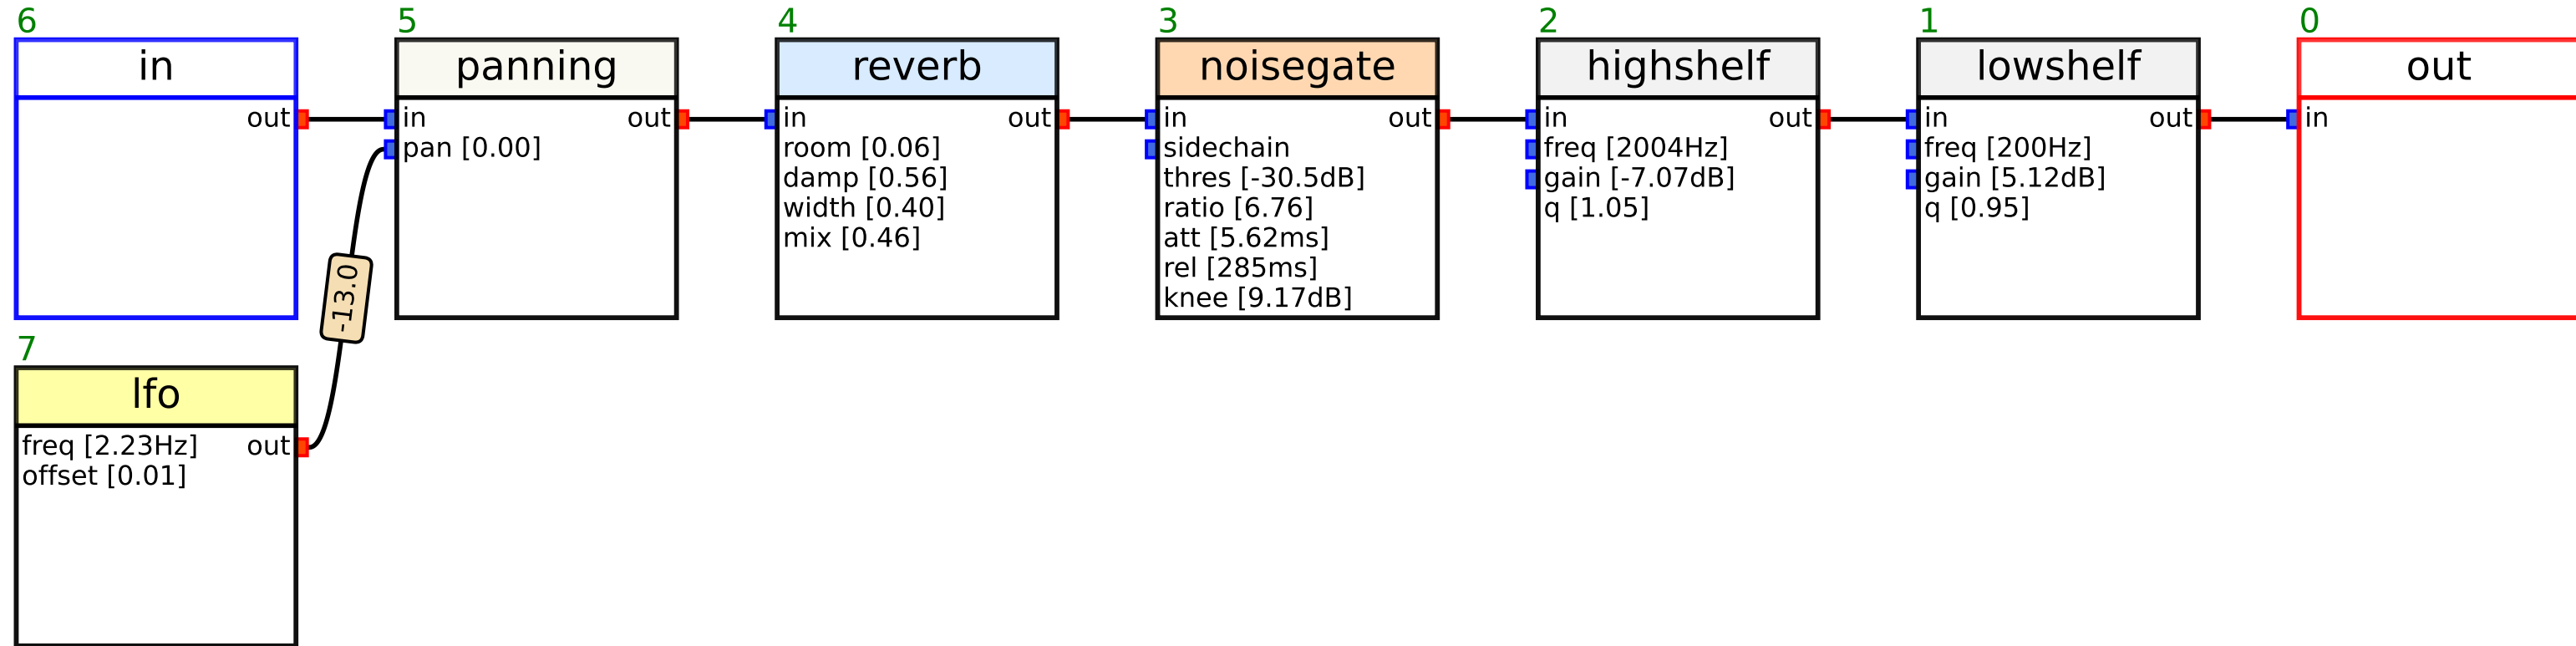 6
in
out
5
panning
in out
pan [0.00]
4
reverb
in out
room [0.06]
damp [0.56]
width [0.40]
mix [0.46]
3
noisegate
in out
sidechain
thres [-30.5dB]
ratio [6.76]
att [5.62ms]
rel [285ms]
knee [9.17dB]
2
highshelf
in out
freq [2004Hz]
gain [-7.07dB]
q [1.05]
1
lowshelf
in out
freq [200Hz]
gain [5.12dB]
q [0.95]
0
out
in
-13.0
7
lfo
freq [2.23Hz] out
offset [0.01]